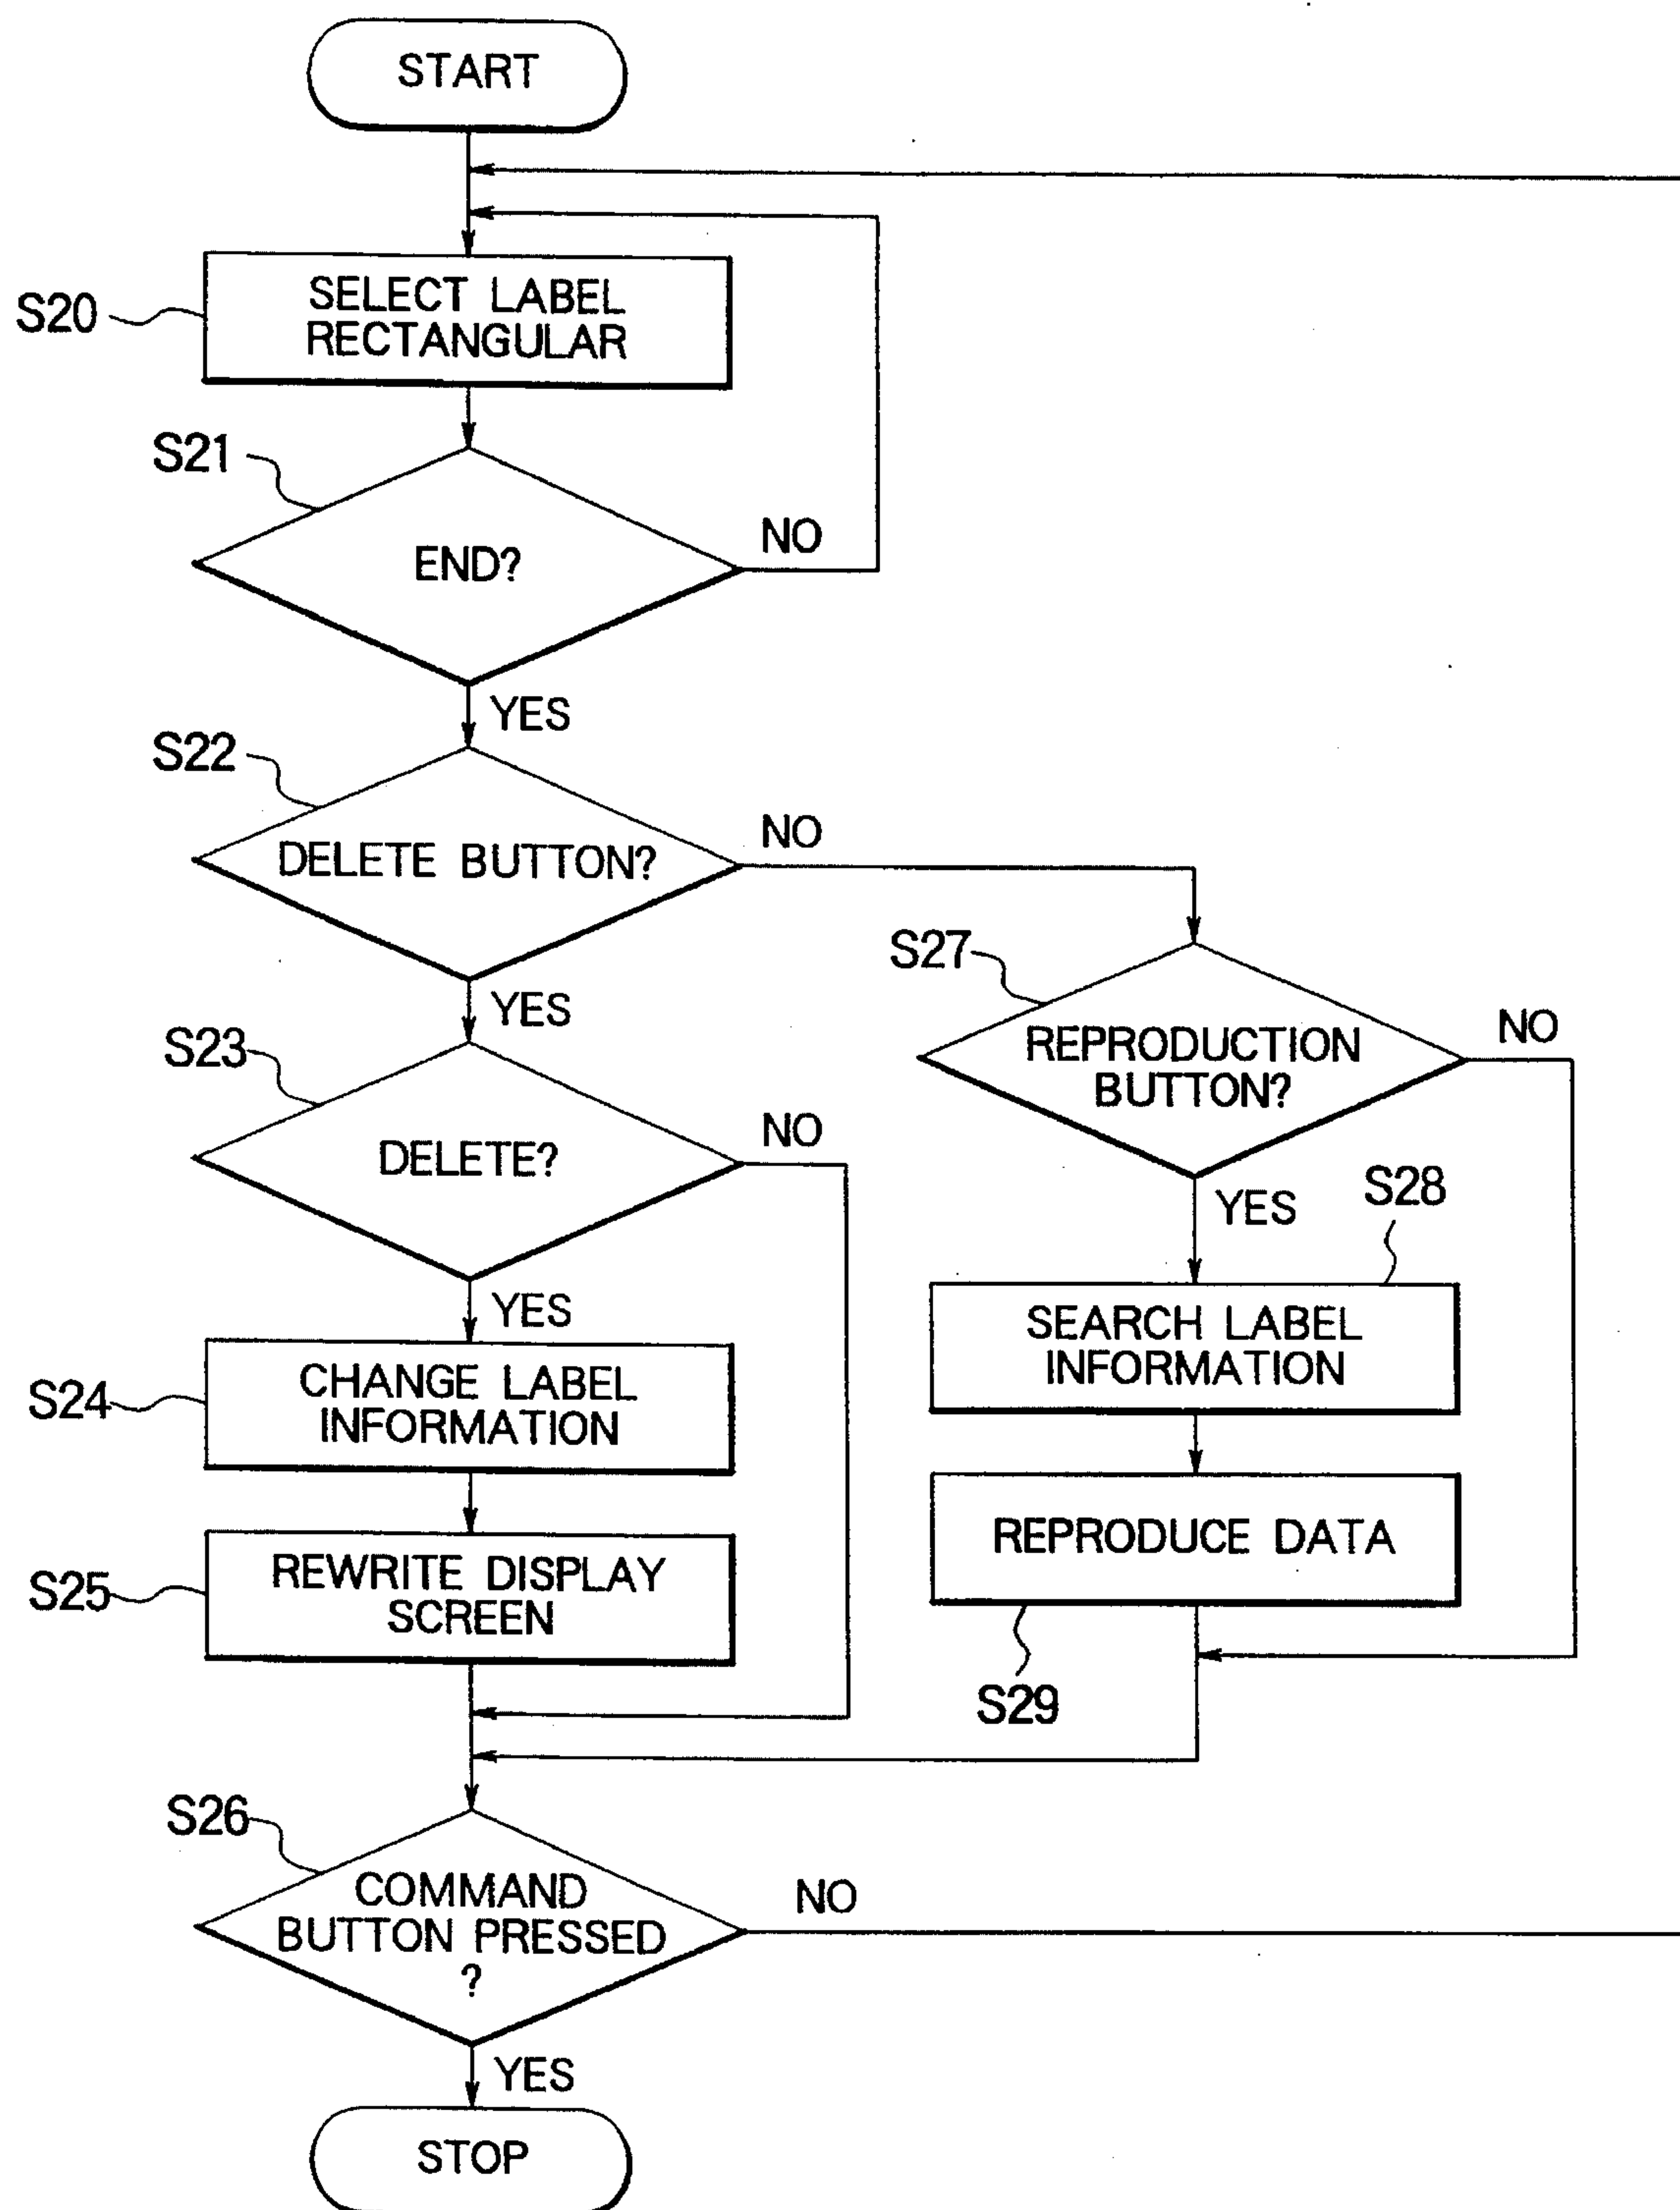 START
S20
SELECT LABEL
RECTANGULAR
S21
END?
NO
YES
S22
DELETE BUTTON?
NO
YES
S27
REPRODUCTION
BUTTON?
NO
YES
S23
DELETE?
NO
YES
S28
SEARCH LABEL
INFORMATION
S24
CHANGE LABEL
INFORMATION
REPRODUCE DATA
S29
S25
REWRITE DISPLAY
SCREEN
S26
COMMAND
BUTTON PRESSED
?
NO
YES
STOP